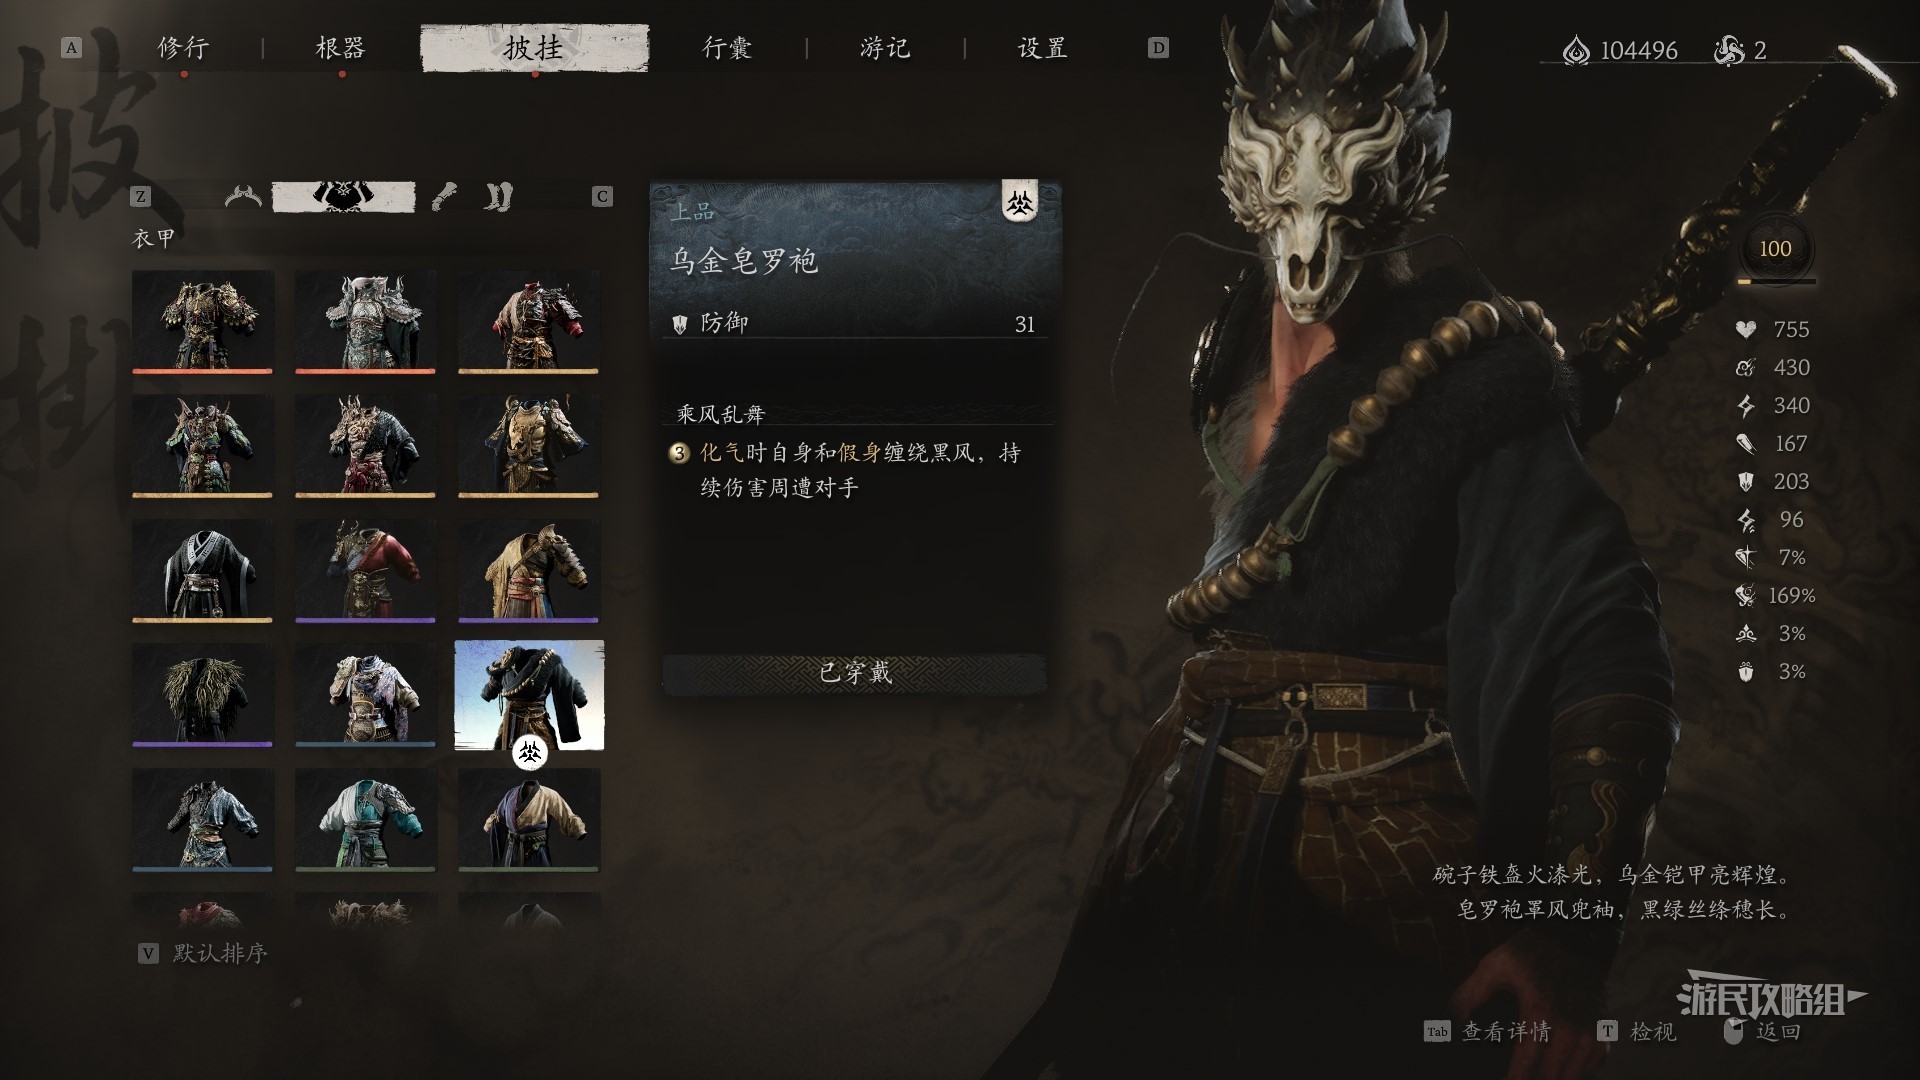 A 修行 | 根器 披挂 行囊 | 游记 | 设置 D
104496 2
披挂
Z C
衣甲
上品
乌金皂罗袍
防御 31
乘风乱舞
3 化气时自身和假身缠绕黑风，持
续伤害周遭对手
已穿戴
100
755
430
340
167
203
96
7%
169%
3%
3%
碗子铁盔火漆光，乌金铠甲亮辉煌。
皂罗袍罩风兜袖，黑绿丝绦穗长。
V 默认排序
游民攻略组
Tab 查看详情 T 检视 返回